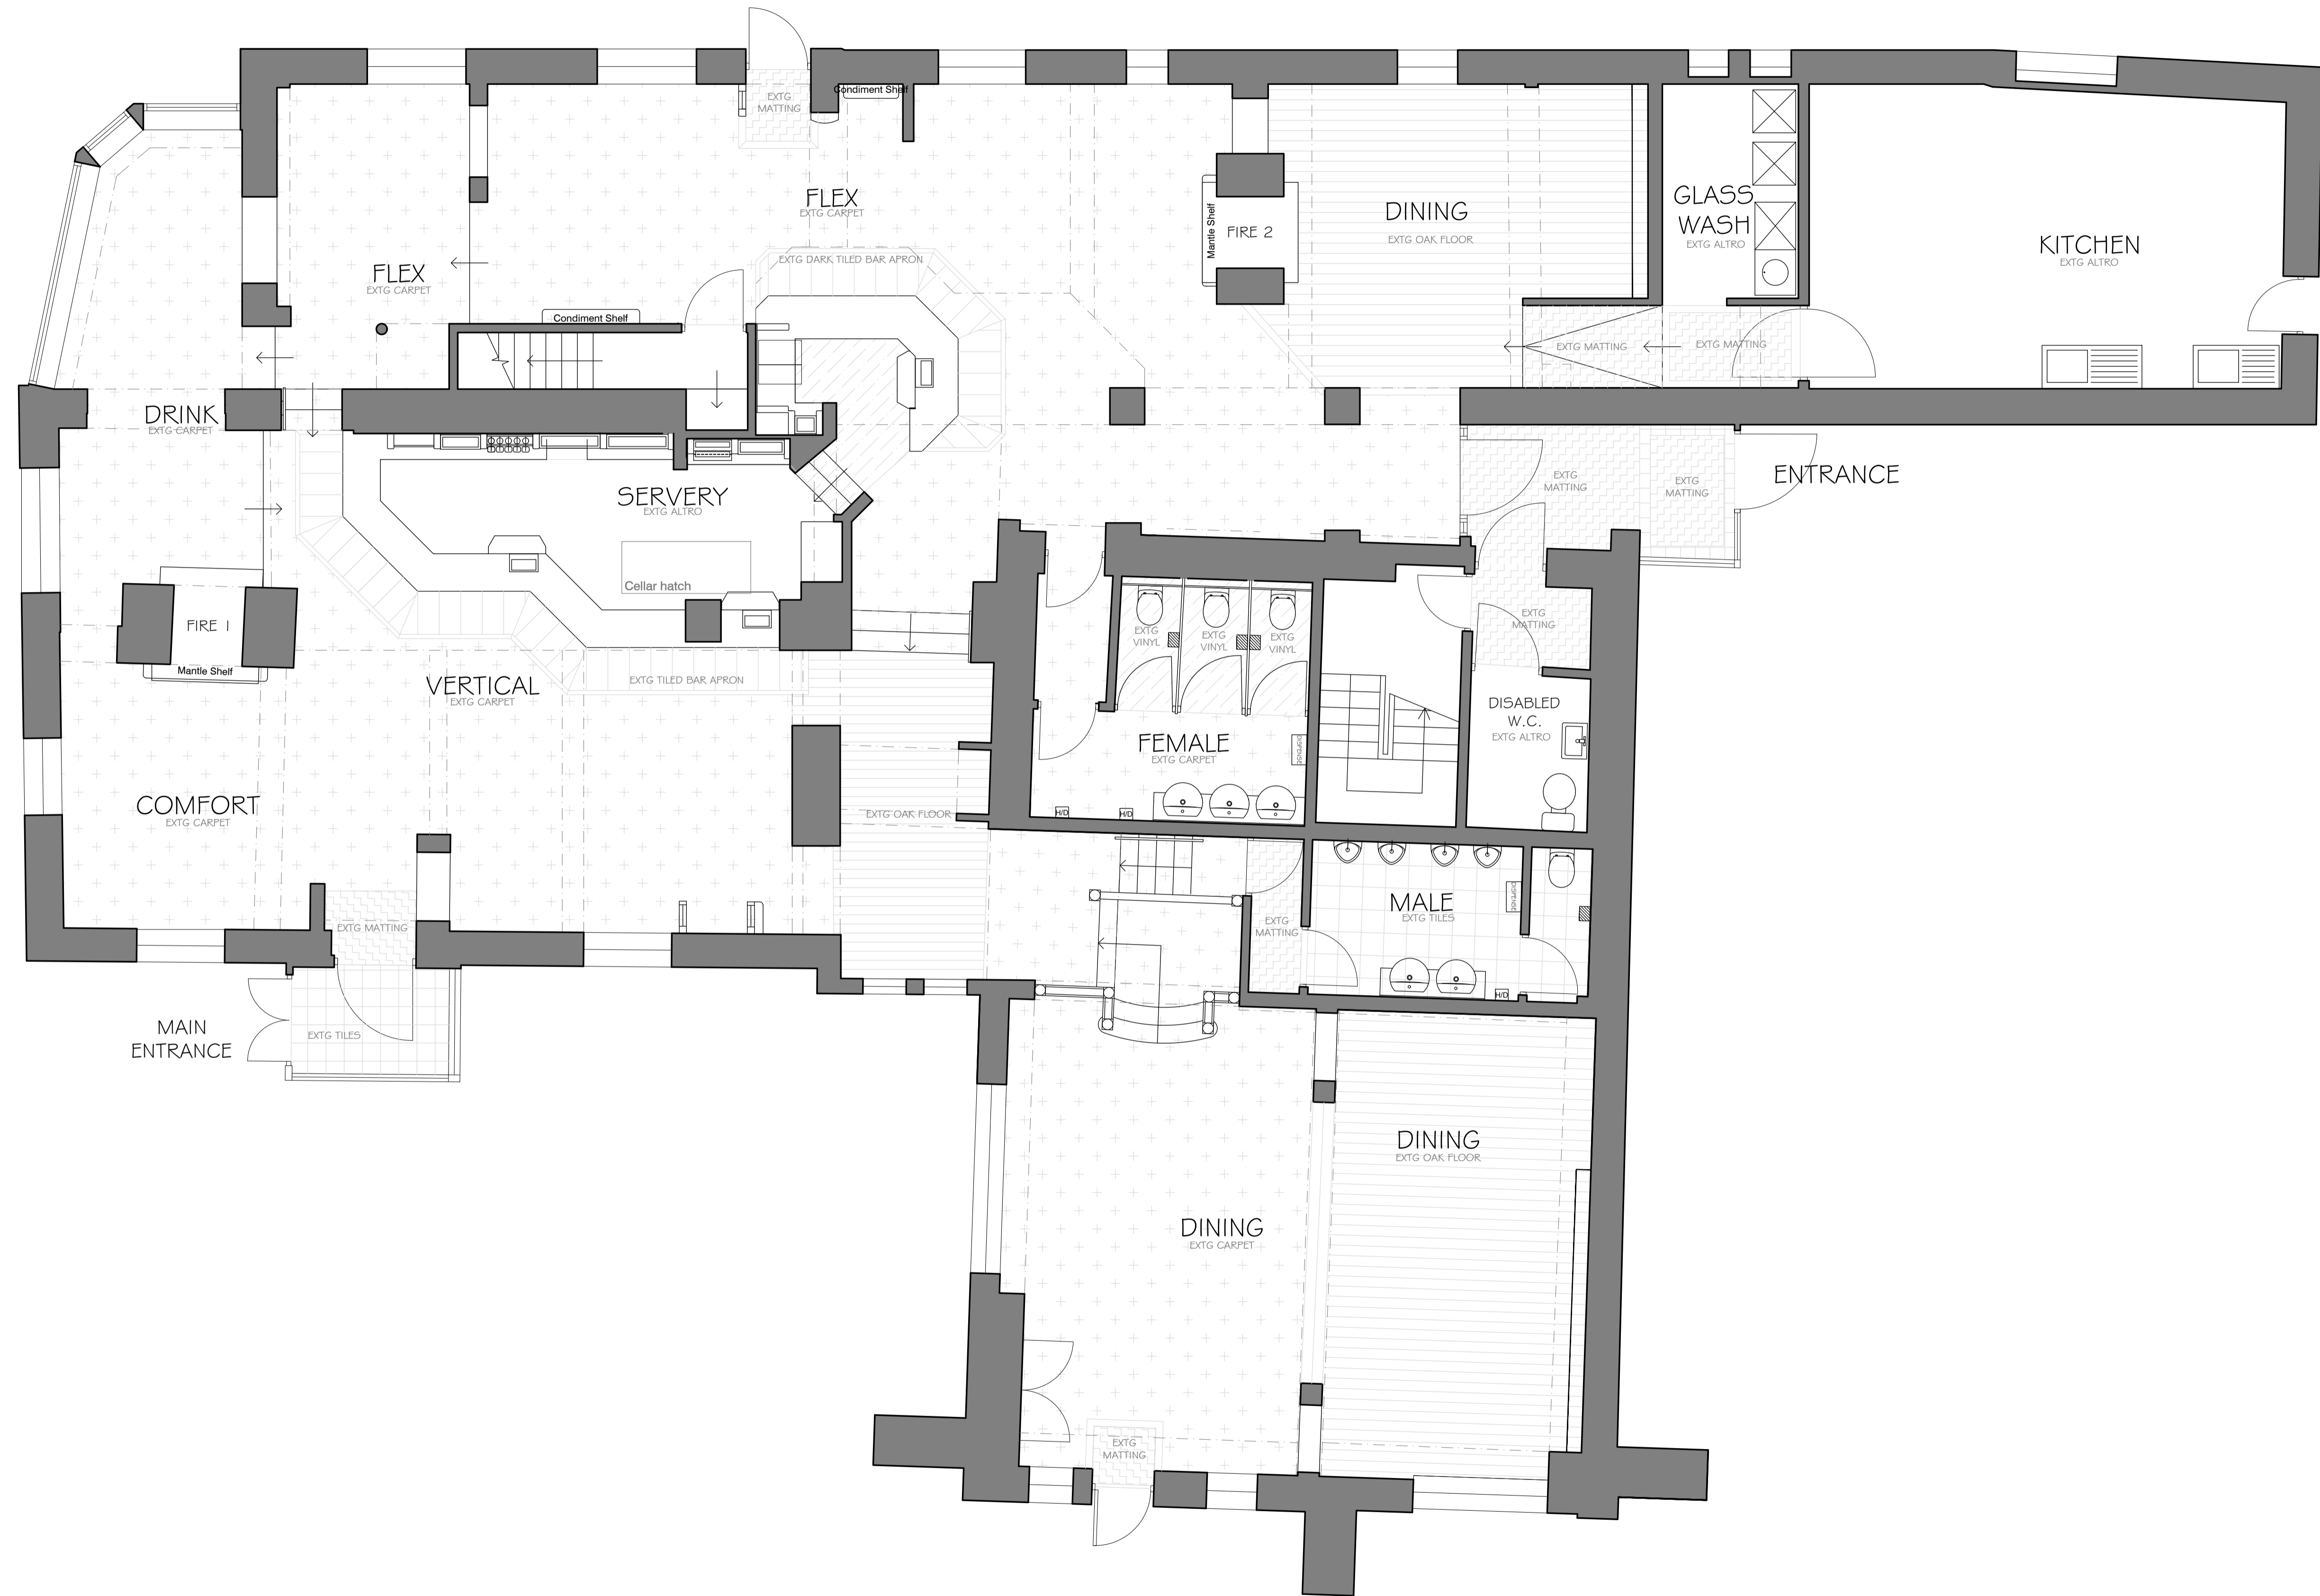 EXTG
MATTING
Condiment Shelf
FLEX
EXTG CARPET
FLEX
EXTG CARPET
EXTG DARK TILED BAR APRON
Condiment Shelf
Mantle Shelf
FIRE 2
DINING
EXTG OAK FLOOR
GLASS
WASH
EXTG ALTRO
KITCHEN
EXTG ALTRO
EXTG MATTING
EXTG MATTING
DRINK
EXTG CARPET
SERVERY
EXTG ALTRO
Cellar hatch
EXTG
MATTING
EXTG
MATTING
ENTRANCE
FIRE 1
Mantle Shelf
VERTICAL
EXTG CARPET
EXTG TILED BAR APRON
EXTG
VINYL
EXTG
VINYL
EXTG
VINYL
EXTG
MATTING
DISABLED
W.C.
EXTG ALTRO
FEMALE
EXTG CARPET
DISPENSE
H/D
H/D
COMFORT
EXTG CARPET
EXTG OAK FLOOR
EXTG MATTING
EXTG
MATTING
MALE
EXTG TILES
DISPENSE
H/D
MAIN
ENTRANCE
EXTG TILES
DINING
EXTG OAK FLOOR
DINING
EXTG CARPET
EXTG
MATTING